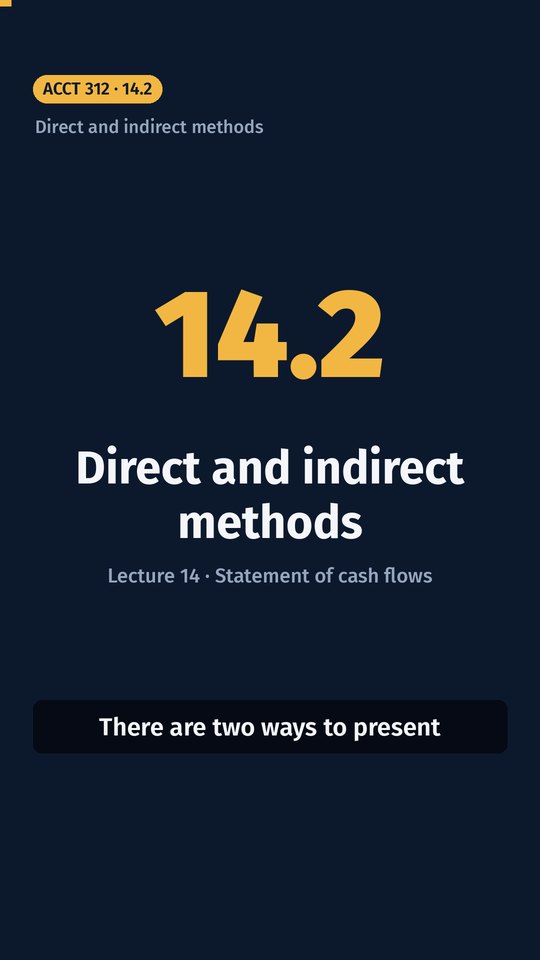 ACCT 312 · 14.2
Direct and indirect methods
14.2
Direct and indirect
methods
Lecture 14 · Statement of cash flows
There are two ways to present